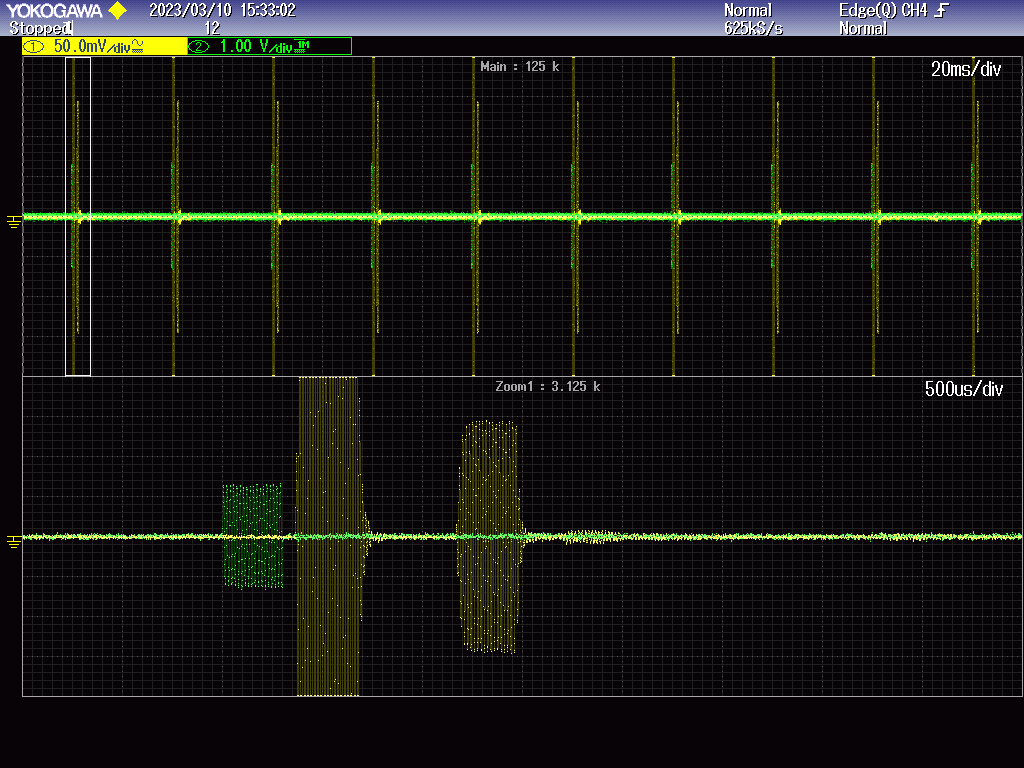 YOKOGAWA 2023/03/10 15:33:02 Normal Edge(Q) CH4
Stopped 12 625kS/s Normal
1 50.0mV/div 2 1.00 V/div 1M
Main : 125 k 20ms/div
Zoom1 : 3.125 k 500us/div